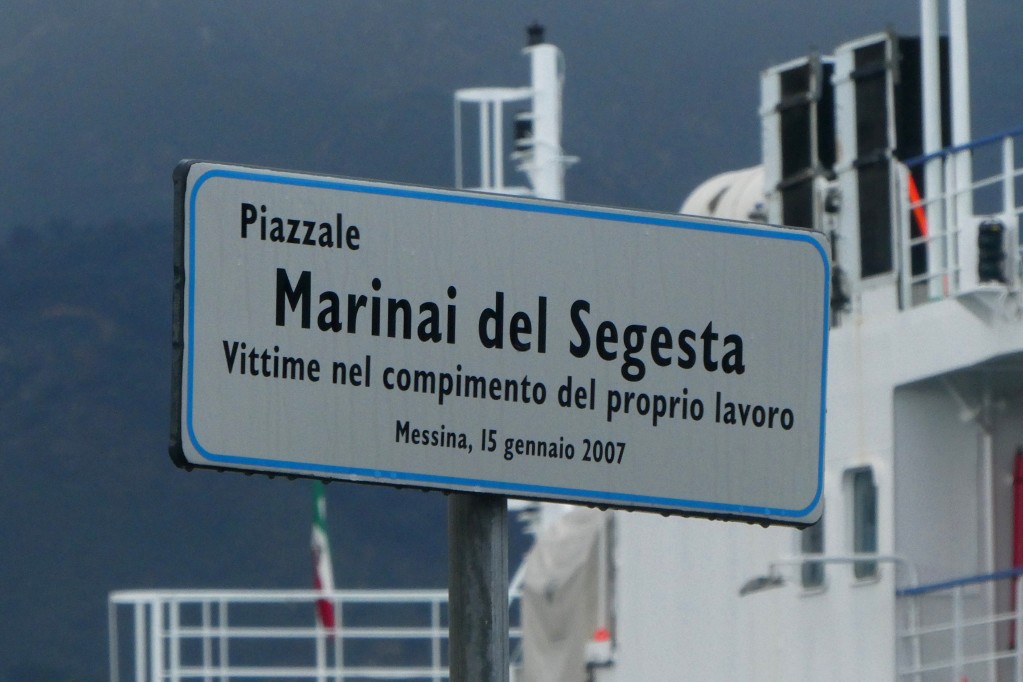 Piazzale
Marinai del Segesta
Vittime nel compimento del proprio lavoro
Messina, 15 gennaio 2007